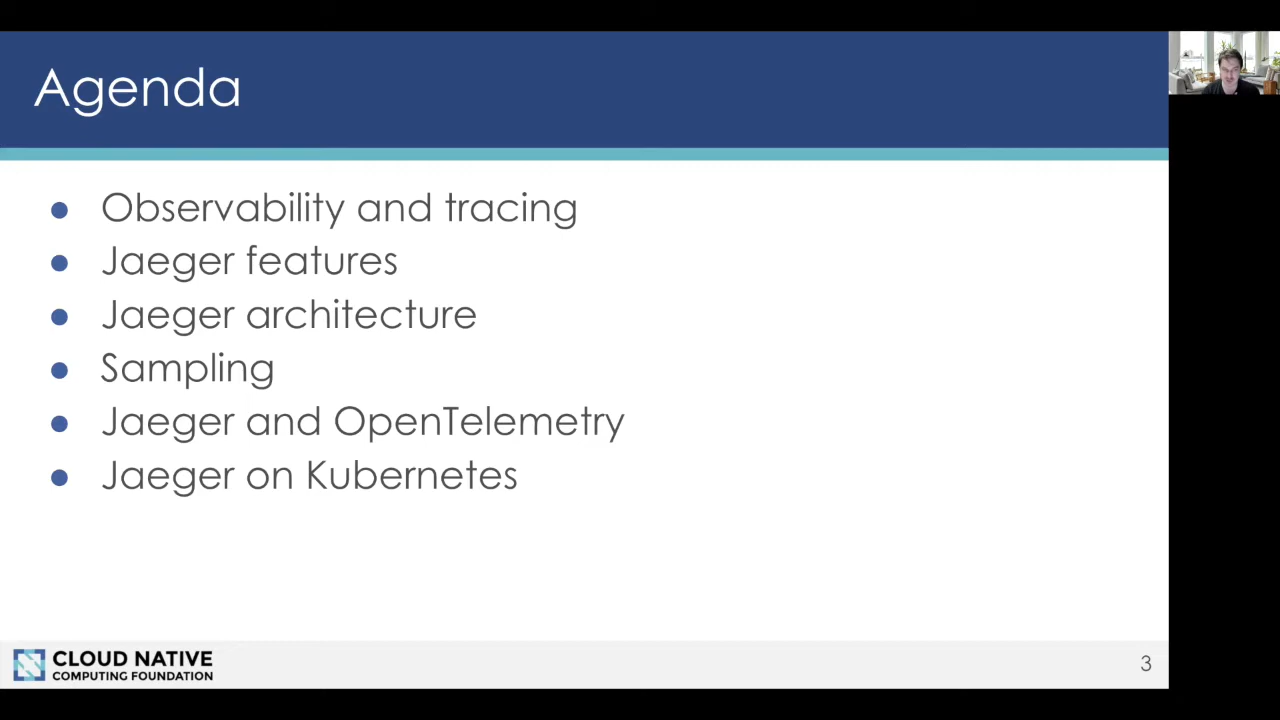 Agenda
● Observability and tracing
● Jaeger features
● Jaeger architecture
● Sampling
● Jaeger and OpenTelemetry
● Jaeger on Kubernetes
CLOUD NATIVE
COMPUTING FOUNDATION
3